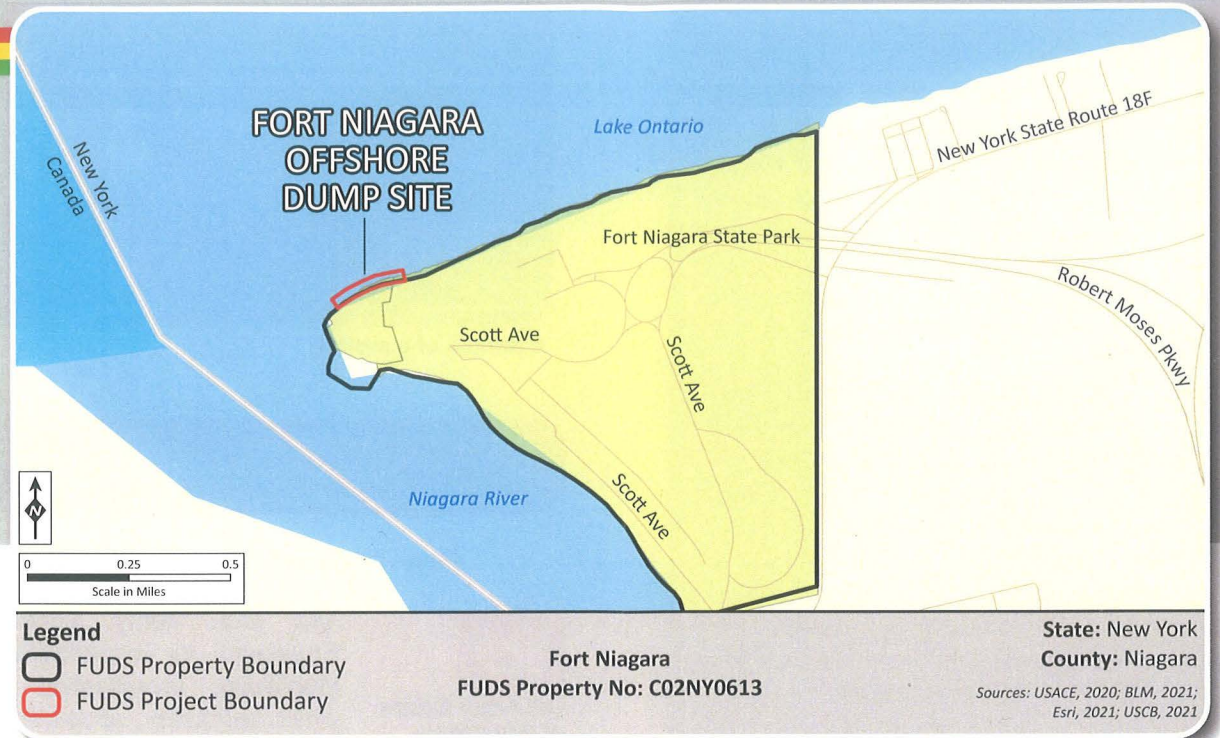 FORT NIAGARA
OFFSHORE
DUMP SITE
Lake Ontario
New York State Route 18F
New York
Canada
Fort Niagara State Park
Robert Moses Pkwy
Scott Ave
Scott Ave
Scott Ave
Niagara River
N
0 0.25 0.5
Scale in Miles
Legend
FUDS Property Boundary
FUDS Project Boundary
Fort Niagara
FUDS Property No: C02NY0613
State: New York
County: Niagara
Sources: USACE, 2020; BLM, 2021;
Esri, 2021; USCB, 2021